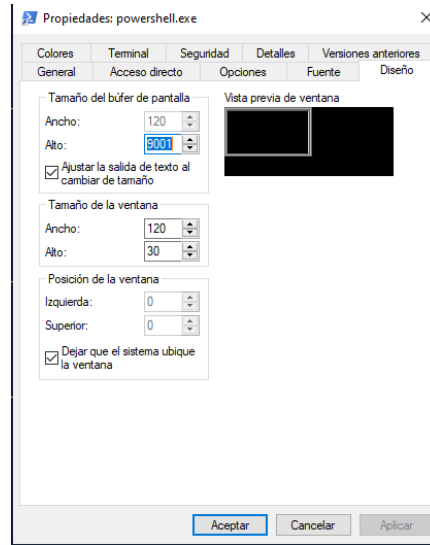 Propiedades: powershell.exe
Colores Terminal Seguridad Detalles Versiones anteriores
General Acceso directo Opciones Fuente Diseño
Tamaño del búfer de pantalla
Ancho: 120
Alto: 9001
Ajustar la salida de texto al
cambiar de tamaño
Tamaño de la ventana
Ancho: 120
Alto: 30
Posición de la ventana
Izquierda: 0
Superior: 0
Dejar que el sistema ubique
la ventana
Vista previa de ventana
Aceptar Cancelar Aplicar